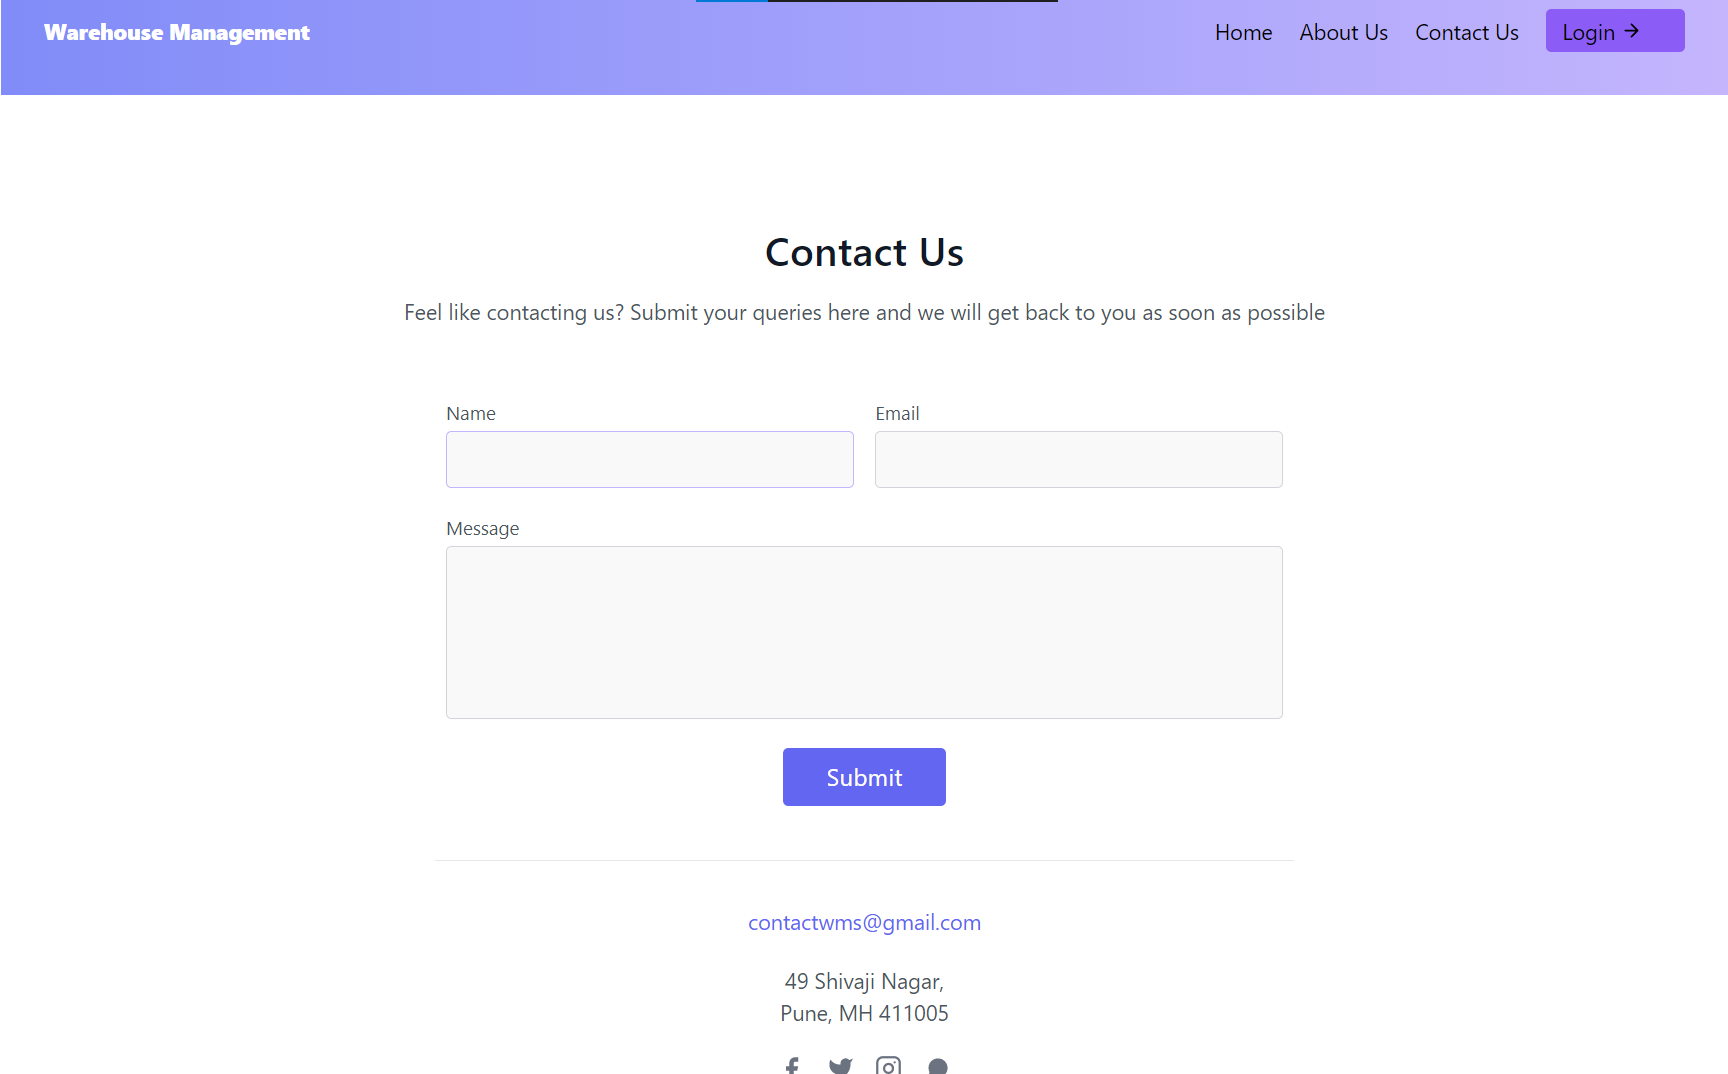 Warehouse Management
Home About Us Contact Us Login →
Contact Us
Feel like contacting us? Submit your queries here and we will get back to you as soon as possible
Name Email
Message
Submit
contactwms@gmail.com
49 Shivaji Nagar,
Pune, MH 411005